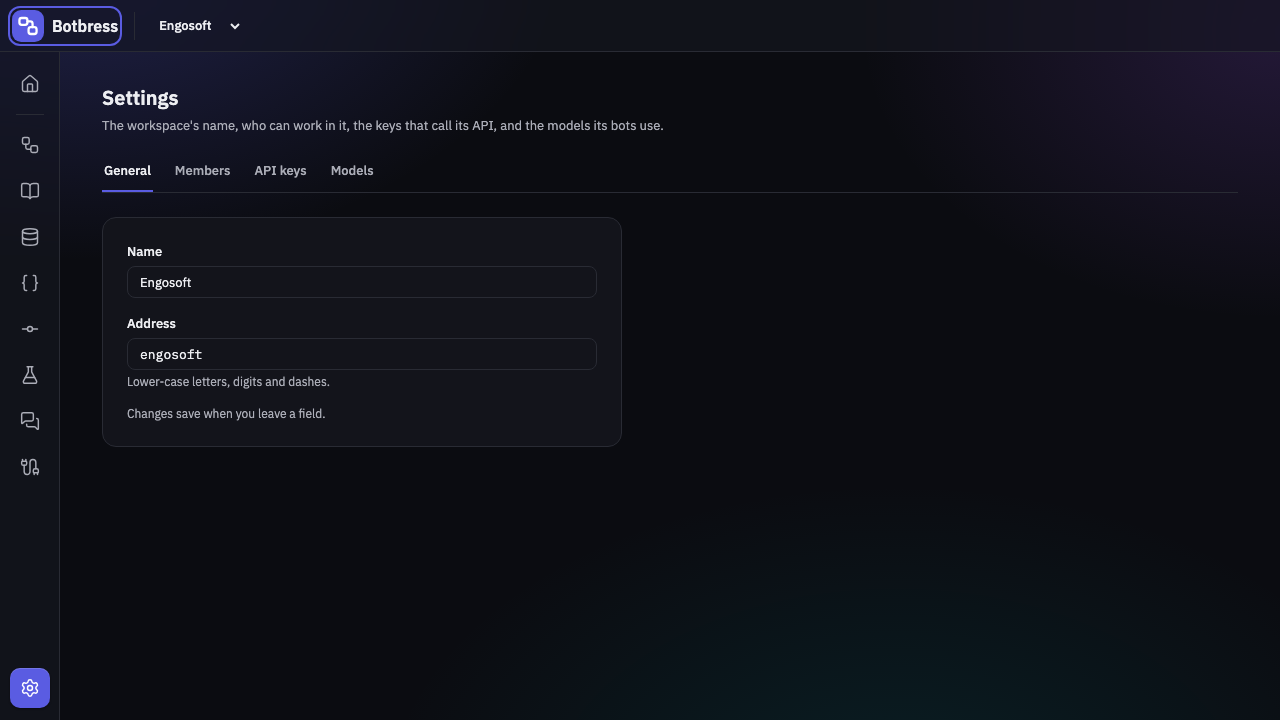 Botbress
Engosoft
Settings
The workspace's name, who can work in it, the keys that call its API, and the models its bots use.
General Members API keys Models
Name
Engosoft
Address
engosoft
Lower-case letters, digits and dashes.
Changes save when you leave a field.